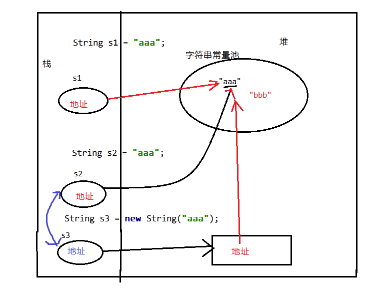 String s1 = "aaa";
堆
字符串常量池
栈
s1
"aaa"
地址
"bbb"
String s2 = "aaa";
s2
地址
String s3 = new String("aaa");
s3
地址
地址